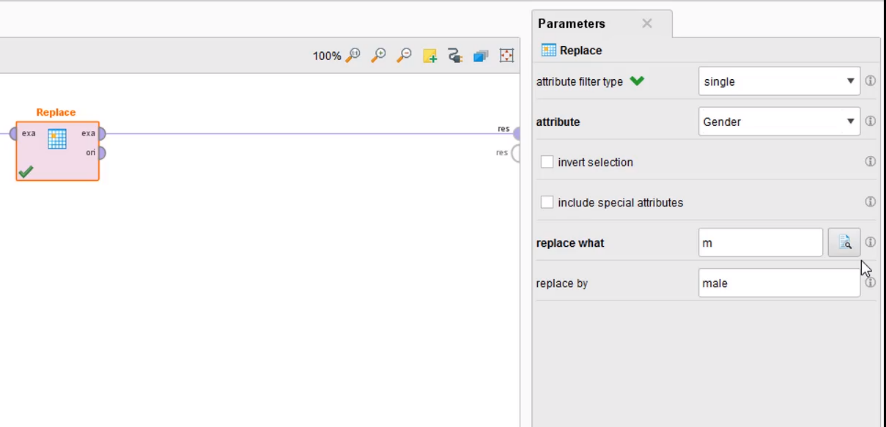 Parameters
100%
Replace
attribute filter type
single
Replace
attribute
Gender
exa
exa
res
ori
res
invert selection
include special attributes
replace what
m
replace by
male